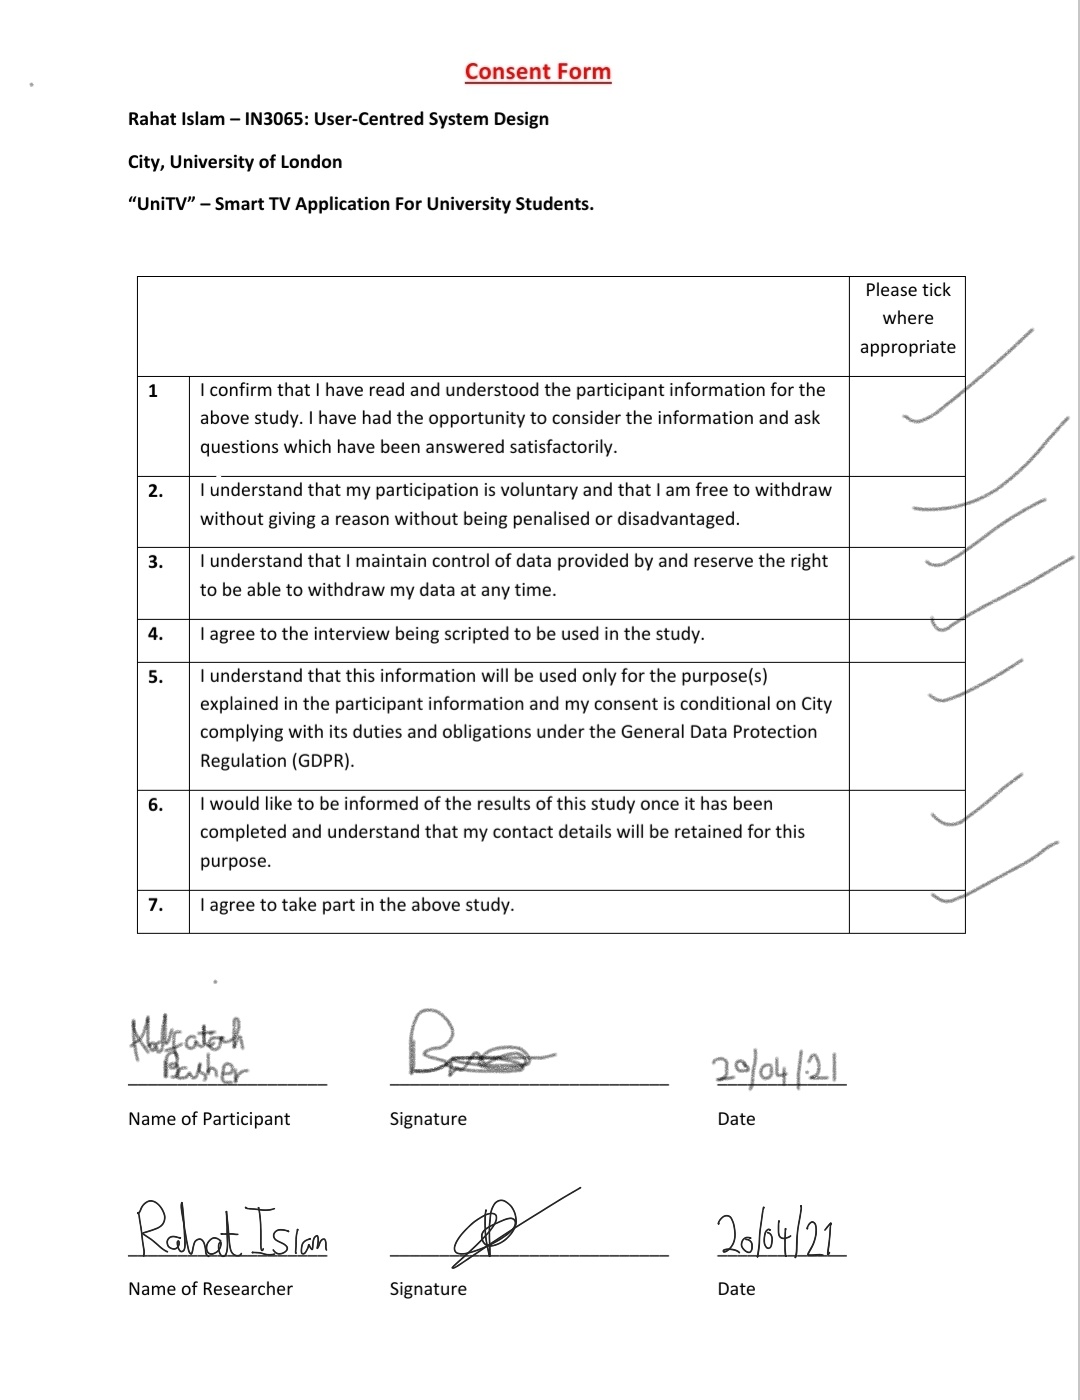 Consent Form
Rahat Islam – IN3065: User-Centred System Design
City, University of London
“UniTV” – Smart TV Application For University Students.
Please tick
where
appropriate
1 I confirm that I have read and understood the participant information for the
above study. I have had the opportunity to consider the information and ask
questions which have been answered satisfactorily.
2. I understand that my participation is voluntary and that I am free to withdraw
without giving a reason without being penalised or disadvantaged.
3. I understand that I maintain control of data provided by and reserve the right
to be able to withdraw my data at any time.
4. I agree to the interview being scripted to be used in the study.
5. I understand that this information will be used only for the purpose(s)
explained in the participant information and my consent is conditional on City
complying with its duties and obligations under the General Data Protection
Regulation (GDPR).
6. I would like to be informed of the results of this study once it has been
completed and understand that my contact details will be retained for this
purpose.
7. I agree to take part in the above study.
Basher 20/04/21
Name of Participant Signature Date
Rahat Islam 20/04/21
Name of Researcher Signature Date